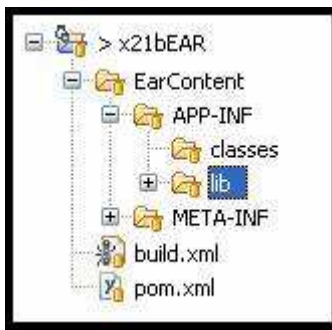 > x21bEAR
EarContent
APP-INF
classes
lib
META-INF
build.xml
pom.xml